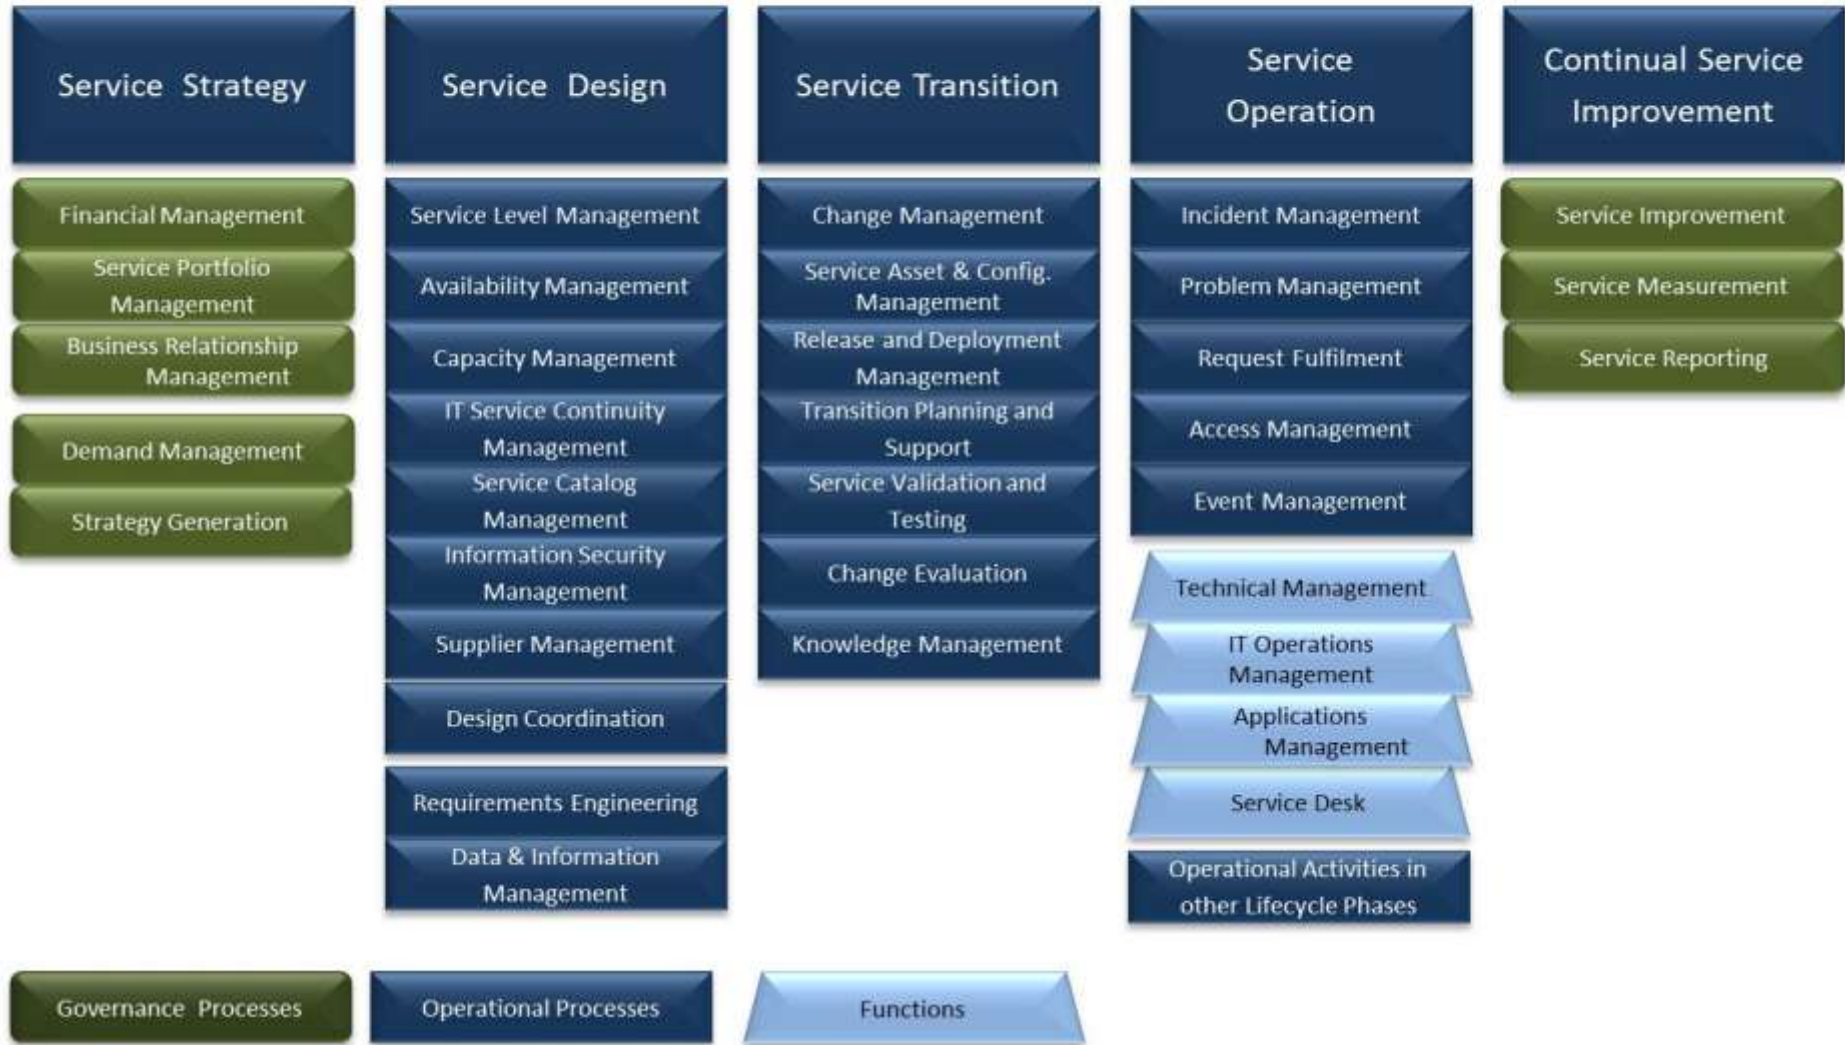 Service Strategy
Financial Management
Service Portfolio
Management
Business Relationship
Management
Demand Management
Strategy Generation
Service Design
Service Level Management
Availability Management
Capacity Management
IT Service Continuity
Management
Service Catalog
Management
Information Security
Management
Supplier Management
Design Coordination
Requirements Engineering
Data & Information
Management
Service Transition
Change Management
Service Asset & Config.
Management
Release and Deployment
Management
Transition Planning and
Support
Service Validation and
Testing
Change Evaluation
Knowledge Management
Service
Operation
Incident Management
Problem Management
Request Fulfilment
Access Management
Event Management
Technical Management
IT Operations
Management
Applications
Management
Service Desk
Operational Activities in
other Lifecycle Phases
Continual Service
Improvement
Service Improvement
Service Measurement
Service Reporting
Governance Processes
Operational Processes
Functions